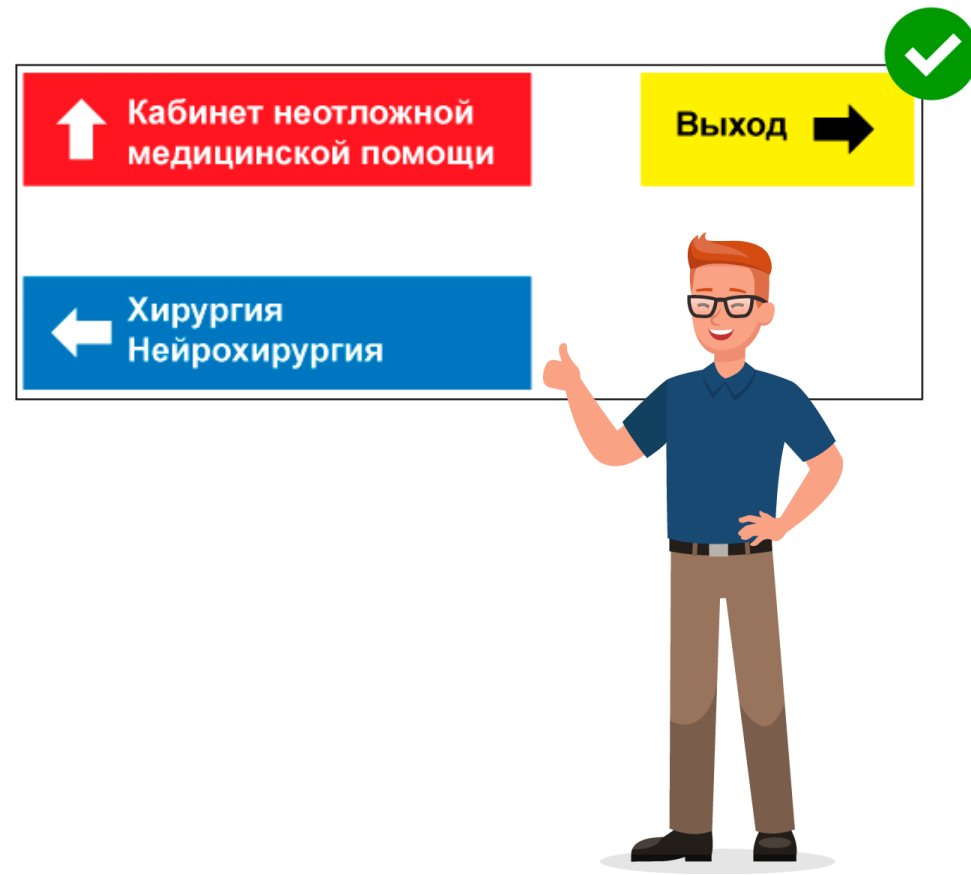 Кабинет неотложной
медицинской помощи
Выход
Хирургия
Нейрохирургия